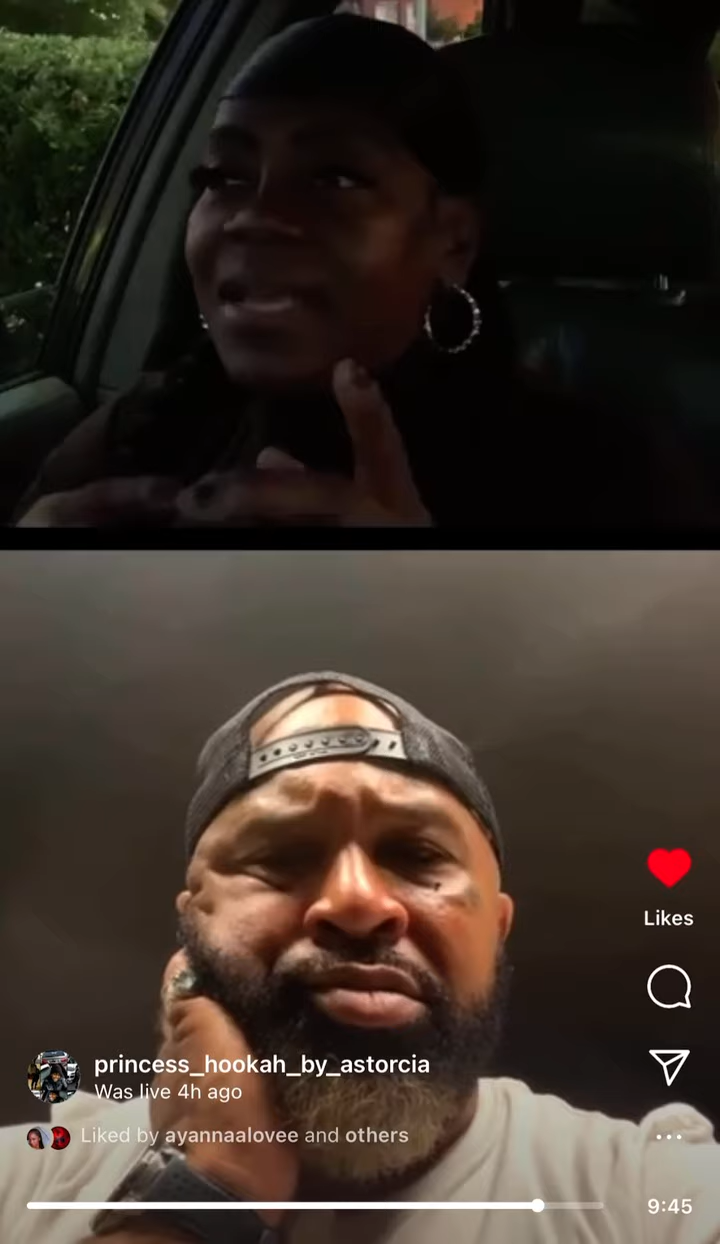 princess_hookah_by_astorcia
Was live 4h ago
Liked by ayannaalovee and others
Likes
9:45